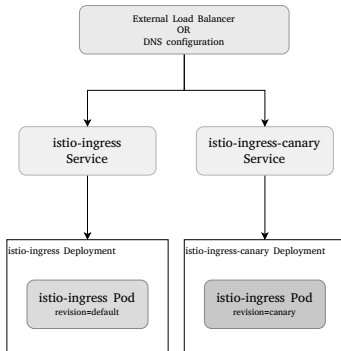 External Load Balancer
OR
DNS configuration
istio-ingress
Service
istio-ingress-canary
Service
istio-ingress Deployment
istio-ingress Pod
revision=default
istio-ingress-canary Deployment
istio-ingress Pod
revision=canary